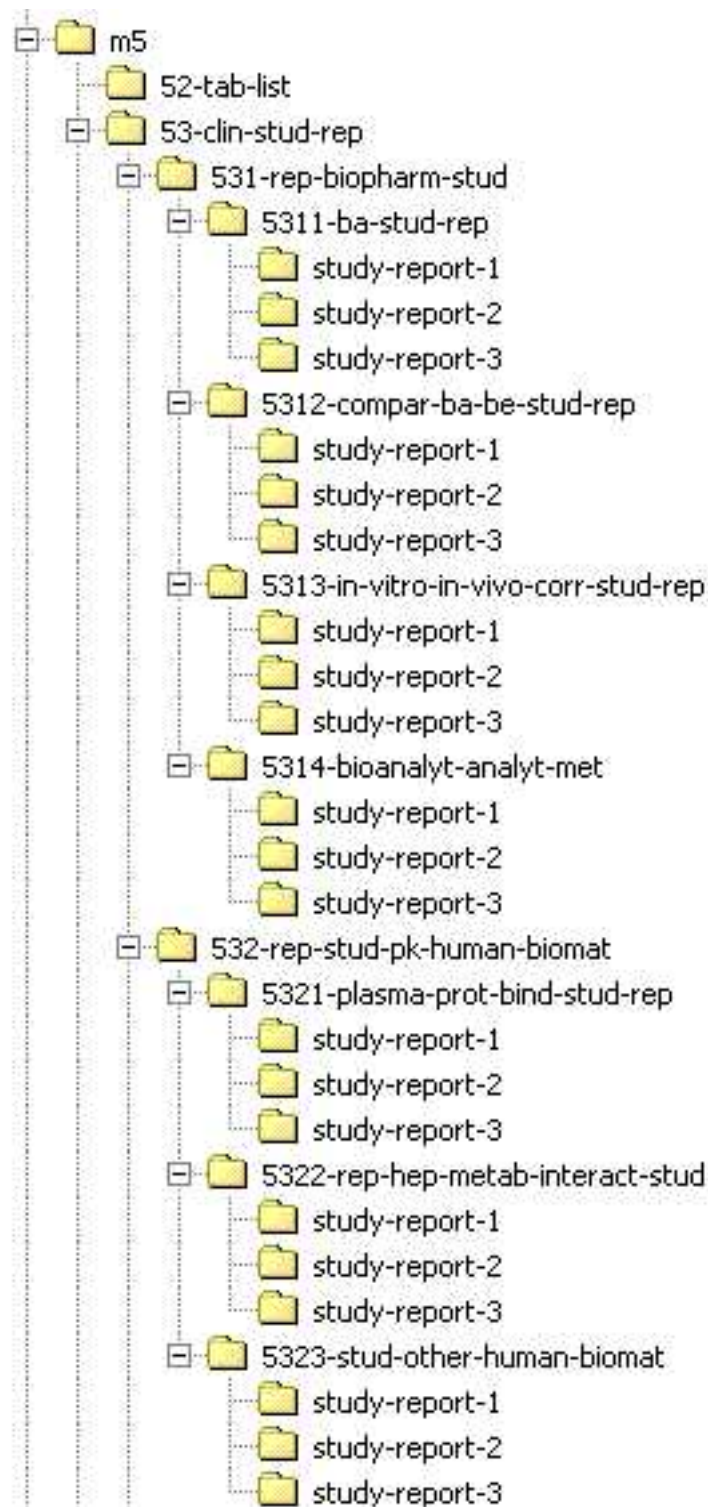 m5
52-tab-list
53-clin-stud-rep
531-rep-biopharm-stud
5311-ba-stud-rep
study-report-1
study-report-2
study-report-3
5312-compar-ba-be-stud-rep
study-report-1
study-report-2
study-report-3
5313-in-vitro-in-vivo-corr-stud-rep
study-report-1
study-report-2
study-report-3
5314-bioanalyt-analyt-met
study-report-1
study-report-2
study-report-3
532-rep-stud-pk-human-biomat
5321-plasma-prot-bind-stud-rep
study-report-1
study-report-2
study-report-3
5322-rep-hep-metab-interact-stud
study-report-1
study-report-2
study-report-3
5323-stud-other-human-biomat
study-report-1
study-report-2
study-report-3